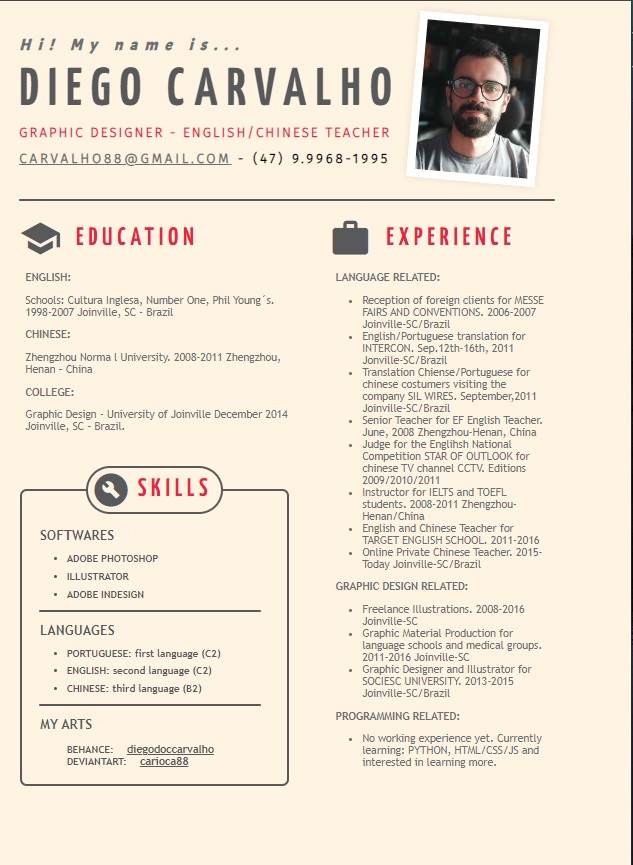 Hi! My name is...
DIEGO CARVALHO
GRAPHIC DESIGNER - ENGLISH/CHINESE TEACHER
CARVALHO88@GMAIL.COM - (47) 9.9968-1995
EDUCATION
ENGLISH:
Schools: Cultura Inglesa, Number One, Phil Young´s.
1998-2007 Joinville, SC - Brazil
CHINESE:
Zhengzhou Norma l University. 2008-2011 Zhengzhou,
Henan – China
COLLEGE:
Graphic Design - University of Joinville December 2014
Joinville, SC – Brazil.
SKILLS
SOFTWARES
• ADOBE PHOTOSHOP
• ILLUSTRATOR
• ADOBE INDESIGN
LANGUAGES
• PORTUGUESE: first language (C2)
• ENGLISH: second language (C2)
• CHINESE: third language (B2)
MY ARTS
BEHANCE: diegodoccarvalho
DEVIANTART: carioca88
EXPERIENCE
LANGUAGE RELATED:
• Reception of foreign clients for MESSE
FAIRS AND CONVENTIONS. 2006-2007
Joinville-SC/Brazil
• English/Portuguese translation for
INTERCON. Sep.12th-16th, 2011
Jonville-SC/Brazil
• Translation Chiense/Portuguese for
chinese costumers visiting the
company SIL WIRES. September,2011
Joinville-SC/Brazil
• Senior Teacher for EF English Teacher.
June, 2008 Zhengzhou-Henan, China
• Judge for the Englihsh National
Competition STAR OF OUTLOOK for
chinese TV channel CCTV. Editions
2009/2010/2011
• Instructor for IELTS and TOEFL
students. 2008-2011 Zhengzhou-
Henan/China
• English and Chinese Teacher for
TARGET ENGLISH SCHOOL. 2011-2016
• Online Private Chinese Teacher. 2015-
Today Joinville-SC/Brazil
GRAPHIC DESIGN RELATED:
• Freelance Illustrations. 2008-2016
Joinville-SC
• Graphic Material Production for
language schools and medical groups.
2011-2016 Joinville-SC
• Graphic Designer and Illustrator for
SOCIESC UNIVERSITY. 2013-2015
Joinville-SC/Brazil
PROGRAMMING RELATED:
• No working experience yet. Currently
learning: PYTHON, HTML/CSS/JS and
interested in learning more.